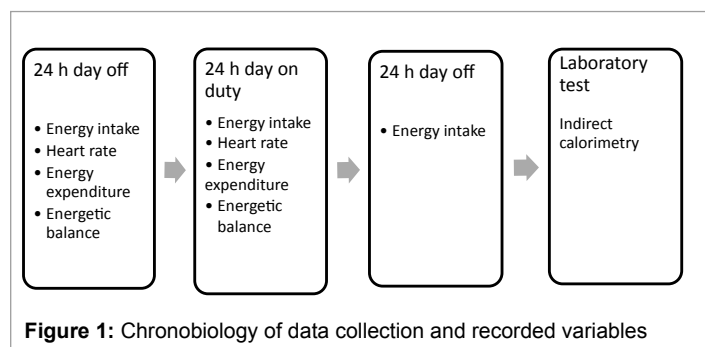 24 h day off
• Energy intake
• Heart rate
• Energy
expenditure
• Energetic
balance
24 h day on
duty
• Energy intake
• Heart rate
• Energy
expenditure
• Energetic
balance
24 h day off
• Energy intake
Laboratory
test
Indirect
calorimetry
Figure 1: Chronobiology of data collection and recorded variables